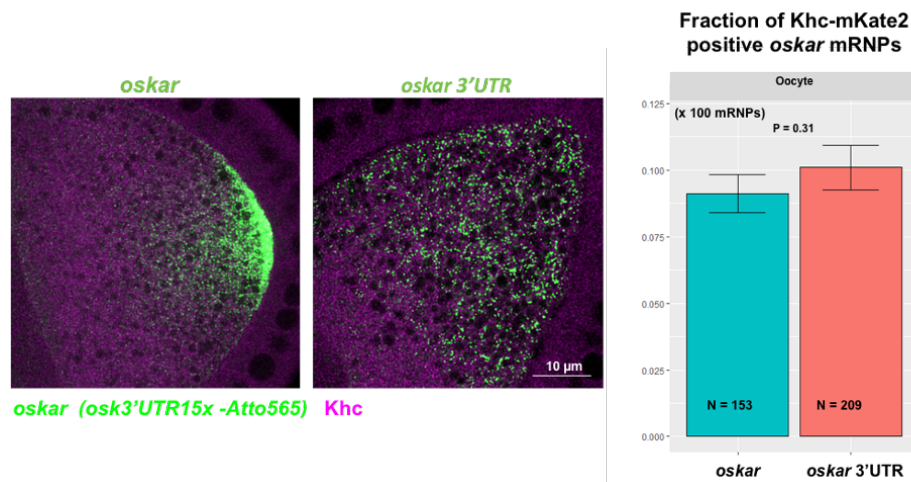 oskar
oskar 3'UTR
10 µm
oskar (osk3'UTR15x -Atto565) Khc
Fraction of Khc-mKate2
positive oskar mRNPs
Oocyte
(x 100 mRNPs)
P = 0.31
0.125
0.100
0.075
0.050
0.025
0.000
N = 153
N = 209
oskar
oskar 3'UTR